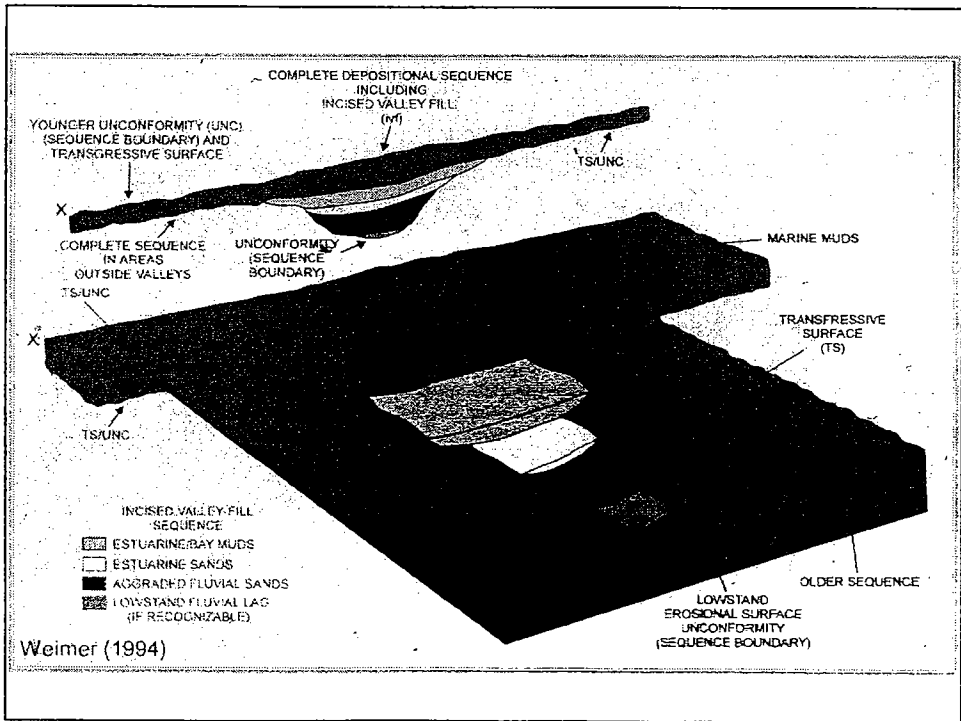 COMPLETE DEPOSITIONAL SEQUENCE
INCLUDING
INCISED VALLEY FILL
(ivf)
YOUNGER UNCONFORMITY (UNC)
(SEQUENCE BOUNDARY) AND
TRANSGRESSIVE SURFACE
TS/UNC
X
COMPLETE SEQUENCE
IN AREAS
OUTSIDE VALLEYS
UNCONFORMITY
(SEQUENCE
BOUNDARY)
MARINE MUDS
TS/UNC
X
TRANSFRESSIVE
SURFACE
(TS)
TS/UNC
INCISED VALLEY-FILL
SEQUENCE
ESTUARINE/BAY MUDS
ESTUARINE SANDS
AGGRADED FLUVIAL SANDS
LOWSTAND FLUVIAL LAG
(IF RECOGNIZABLE)
OLDER SEQUENCE
LOWSTAND
EROSIONAL SURFACE
UNCONFORMITY
(SEQUENCE BOUNDARY)
Weimer (1994)